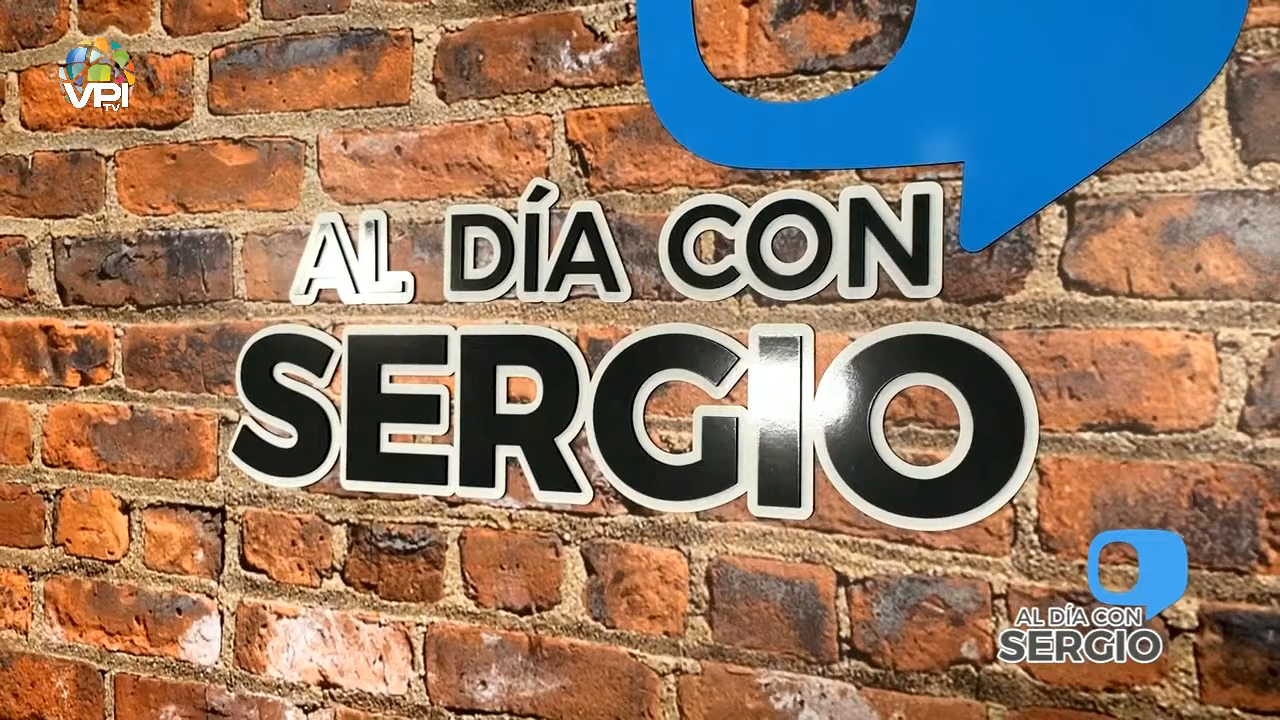 VPI
TV
AL DÍA CON
SERGIO
AL DÍA CON
SERGIO